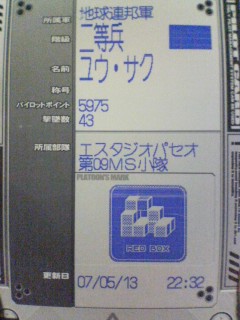 所属軍 地球連邦軍
階級 二等兵
名前 ユウ・サク
称号
パイロットポイント 5975
撃墜数 43
所属部隊 エスタジオパセオ
第09MS小隊
PLATOON'S MARK
RED BOX
更新日 07/05/13 22:32